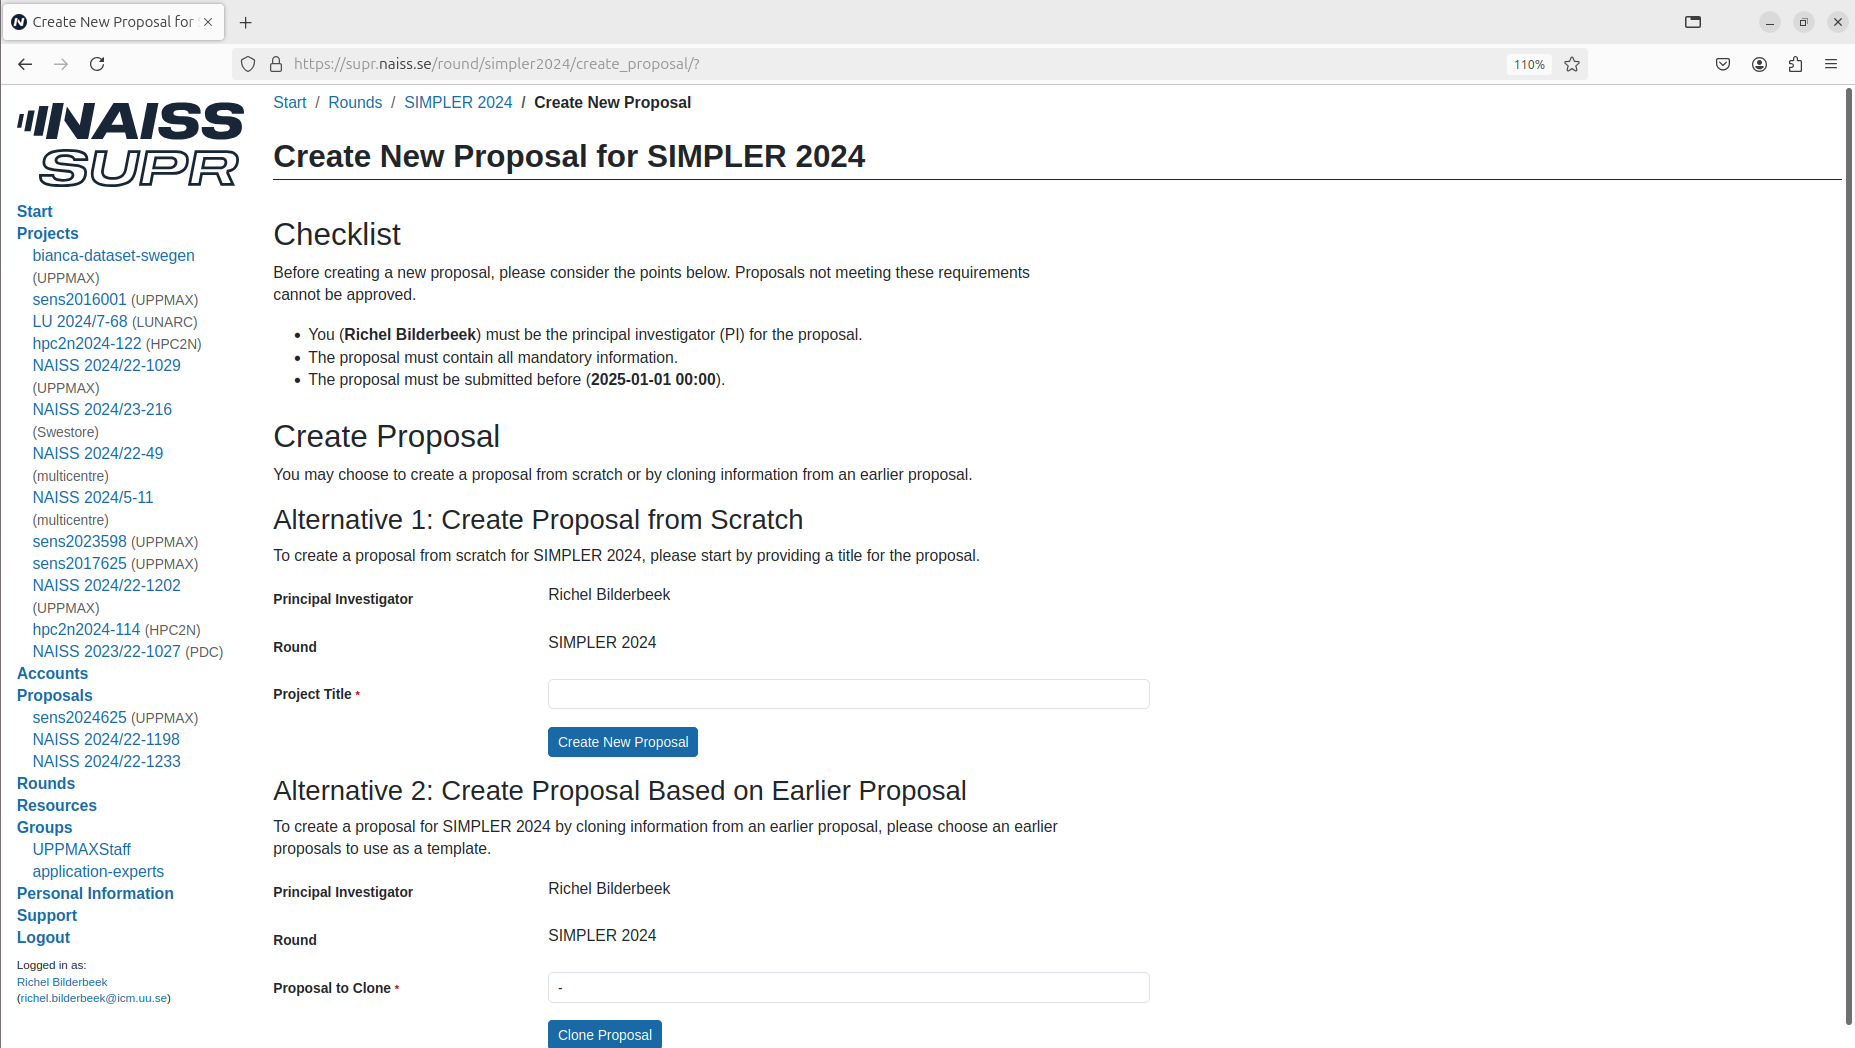 Create New Proposal for
https://supr.naiss.se/round/simpler2024/create_proposal/?
110%
NAISS
SUPR
Start
Projects
bianca-dataset-swegen
(UPPMAX)
sens2016001 (UPPMAX)
LU 2024/7-68 (LUNARC)
hpc2n2024-122 (HPC2N)
NAISS 2024/22-1029
(UPPMAX)
NAISS 2024/23-216
(Swestore)
NAISS 2024/22-49
(multicentre)
NAISS 2024/5-11
(multicentre)
sens2023598 (UPPMAX)
sens2017625 (UPPMAX)
NAISS 2024/22-1202
(UPPMAX)
hpc2n2024-114 (HPC2N)
NAISS 2023/22-1027 (PDC)
Accounts
Proposals
sens2024625 (UPPMAX)
NAISS 2024/22-1198
NAISS 2024/22-1233
Rounds
Resources
Groups
UPPMAXStaff
application-experts
Personal Information
Support
Logout
Logged in as:
Richel Bilderbeek
(richel.bilderbeek@icm.uu.se)
Start / Rounds / SIMPLER 2024 / Create New Proposal
Create New Proposal for SIMPLER 2024
Checklist
Before creating a new proposal, please consider the points below. Proposals not meeting these requirements
cannot be approved.
• You (Richel Bilderbeek) must be the principal investigator (PI) for the proposal.
• The proposal must contain all mandatory information.
• The proposal must be submitted before (2025-01-01 00:00).
Create Proposal
You may choose to create a proposal from scratch or by cloning information from an earlier proposal.
Alternative 1: Create Proposal from Scratch
To create a proposal from scratch for SIMPLER 2024, please start by providing a title for the proposal.
Principal Investigator Richel Bilderbeek
Round SIMPLER 2024
Project Title *
Create New Proposal
Alternative 2: Create Proposal Based on Earlier Proposal
To create a proposal for SIMPLER 2024 by cloning information from an earlier proposal, please choose an earlier
proposals to use as a template.
Principal Investigator Richel Bilderbeek
Round SIMPLER 2024
Proposal to Clone * -
Clone Proposal